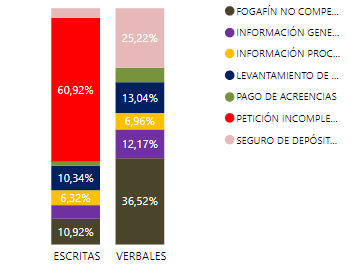 60,92%
10,34%
6,32%
10,92%
ESCRITAS
25,22%
13,04%
6,96%
12,17%
36,52%
VERBALES
FOGAFÍN NO COMPE...
INFORMACIÓN GENE...
INFORMACIÓN PROC...
LEVANTAMIENTO DE ...
PAGO DE ACREENCIAS
PETICIÓN INCOMPLE...
SEGURO DE DEPÓSIT...